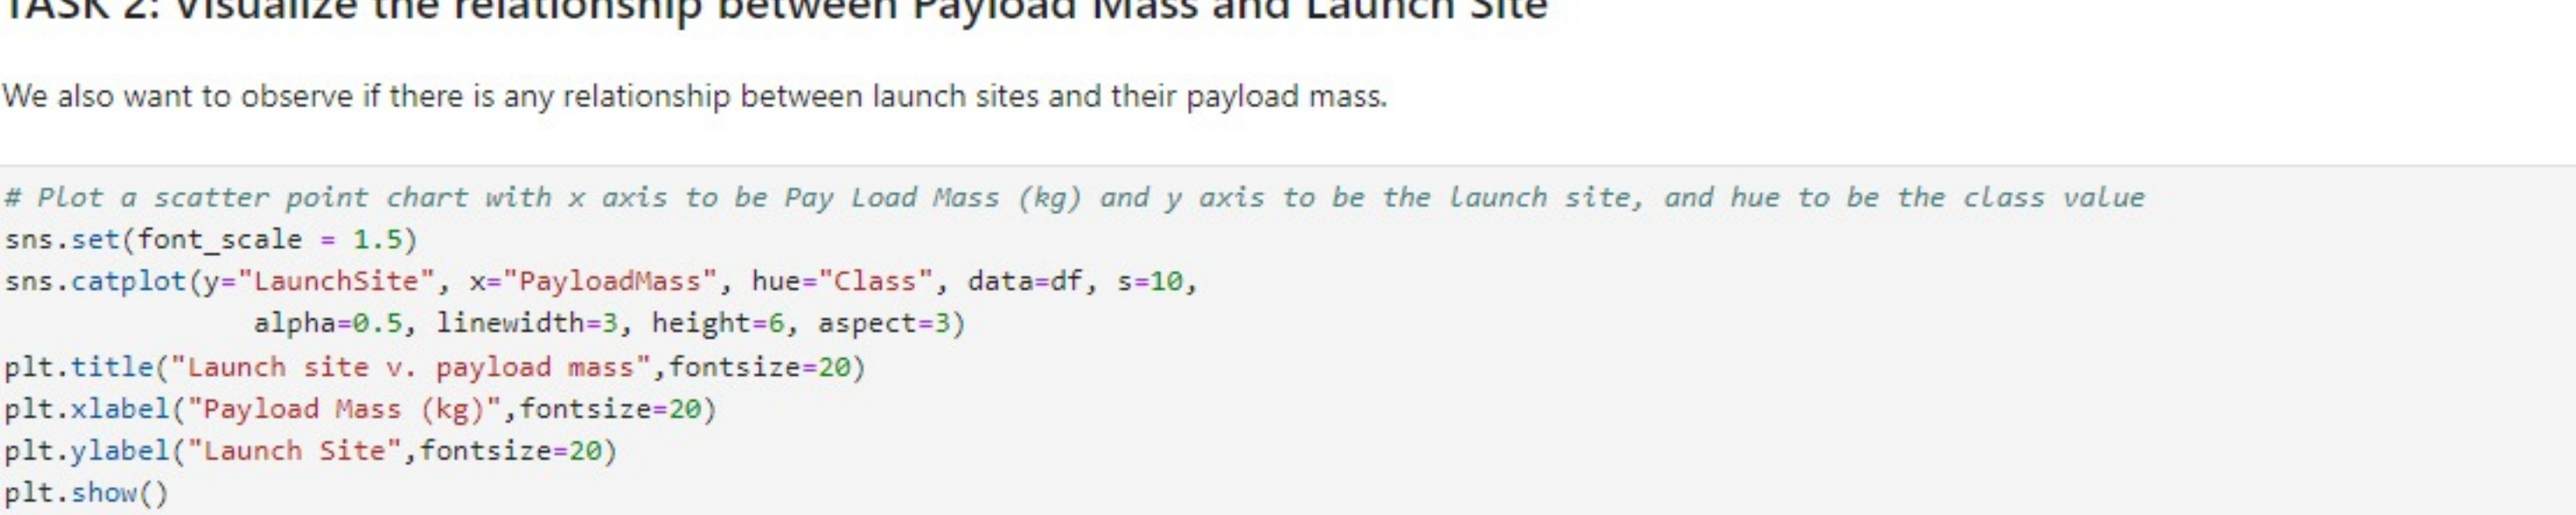 TASK 2: Visualize the relationship between Payload Mass and Launch Site
We also want to observe if there is any relationship between launch sites and their payload mass.
# Plot a scatter point chart with x axis to be Pay Load Mass (kg) and y axis to be the launch site, and hue to be the class value
sns.set(font_scale = 1.5)
sns.catplot(y="LaunchSite", x="PayloadMass", hue="Class", data=df, s=10,
alpha=0.5, linewidth=3, height=6, aspect=3)
plt.title("Launch site v. payload mass",fontsize=20)
plt.xlabel("Payload Mass (kg)",fontsize=20)
plt.ylabel("Launch Site",fontsize=20)
plt.show()